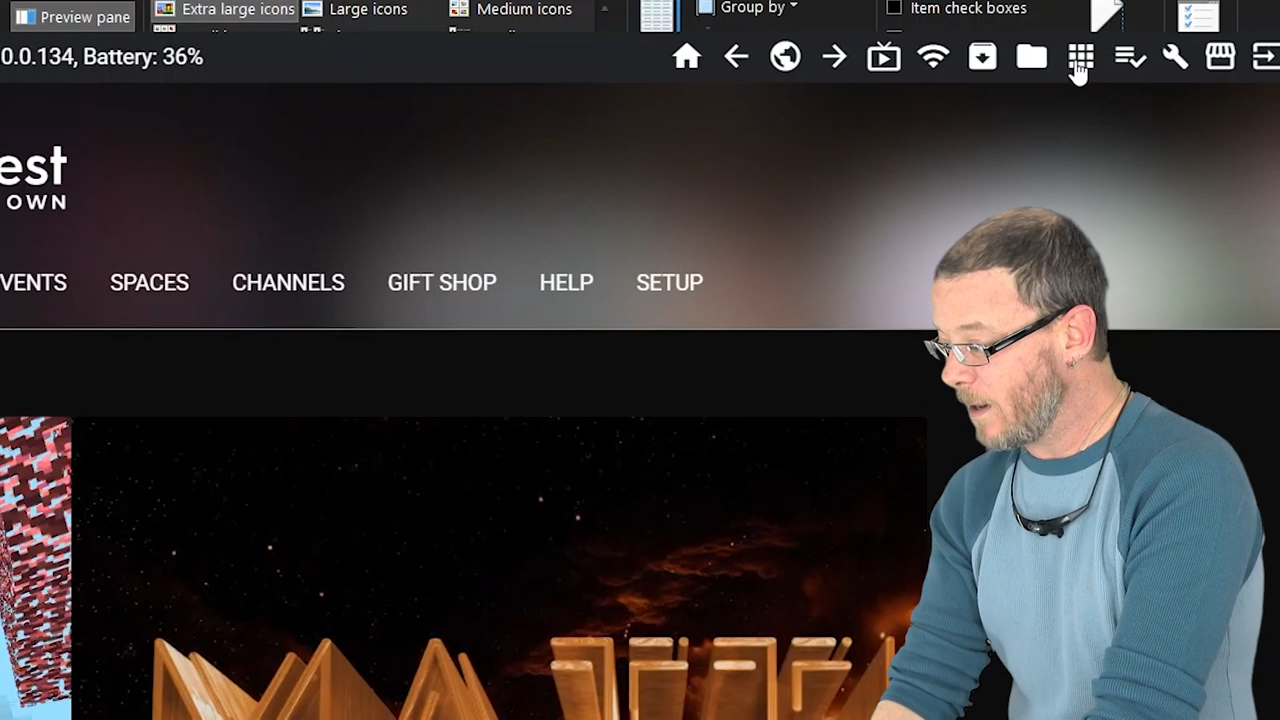 Preview pane
Extra large icons
Large icons
Medium icons
Group by
Item check boxes
0.0.134, Battery: 36%
est
OWN
VENTS SPACES CHANNELS GIFT SHOP HELP SETUP